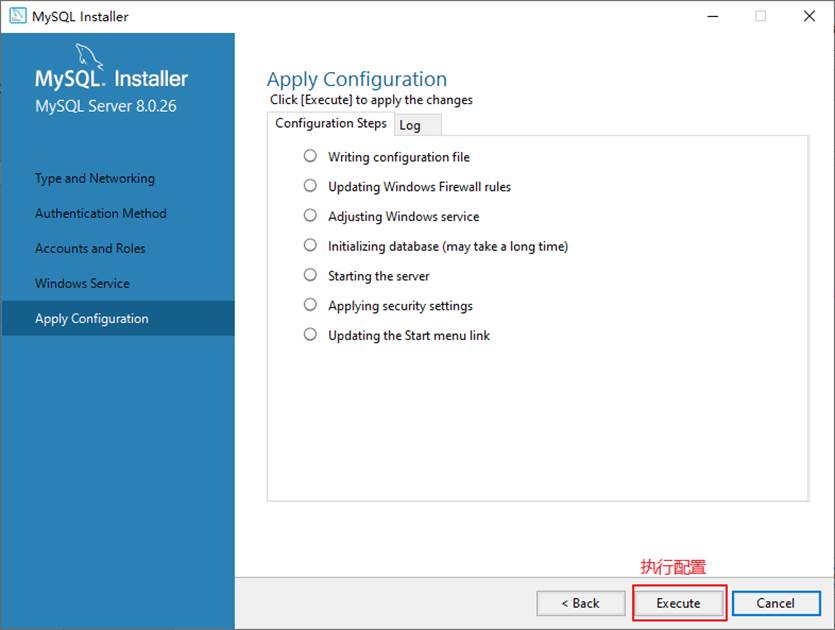 MySQL Installer
MySQL. Installer
MySQL Server 8.0.26
Type and Networking
Authentication Method
Accounts and Roles
Windows Service
Apply Configuration
Apply Configuration
Click [Execute] to apply the changes
Configuration Steps Log
Writing configuration file
Updating Windows Firewall rules
Adjusting Windows service
Initializing database (may take a long time)
Starting the server
Applying security settings
Updating the Start menu link
执行配置
< Back Execute Cancel